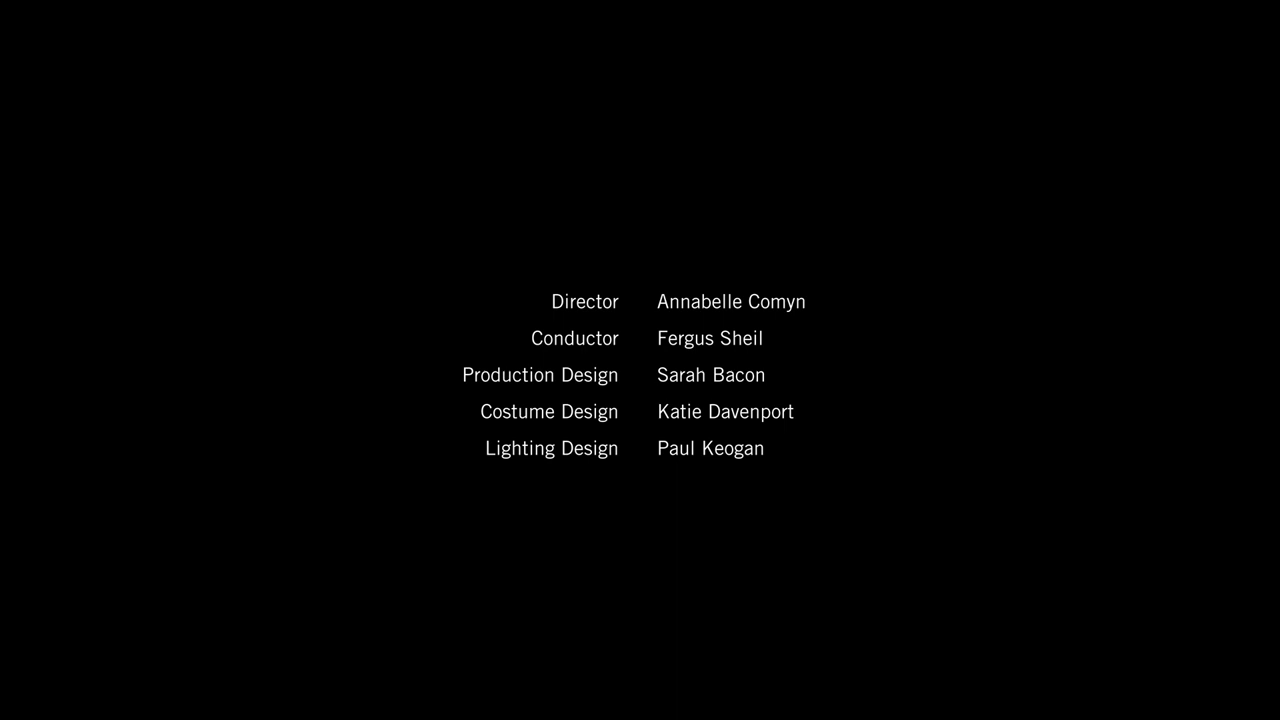 Director Annabelle Comyn
Conductor Fergus Sheil
Production Design Sarah Bacon
Costume Design Katie Davenport
Lighting Design Paul Keogan